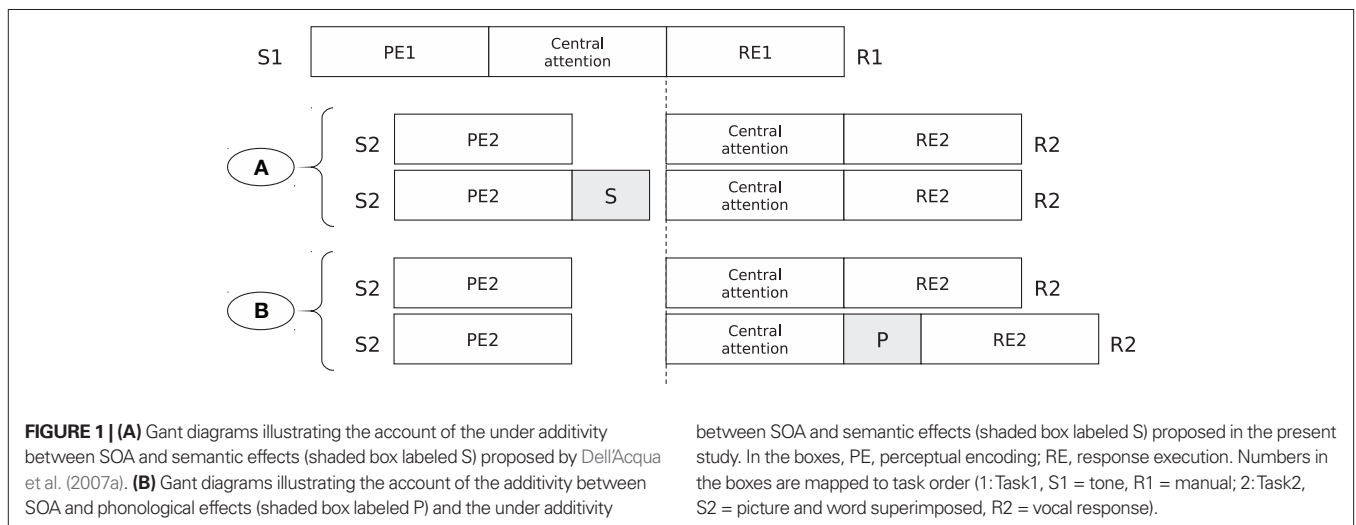 S1 PE1 Central attention RE1 R1
A
S2 PE2 Central attention RE2 R2
S2 PE2 S Central attention RE2 R2
B
S2 PE2 Central attention RE2 R2
S2 PE2 Central attention P RE2 R2
FIGURE 1 | (A) Gant diagrams illustrating the account of the under additivity
between SOA and semantic effects (shaded box labeled S) proposed by Dell'Acqua
et al. (2007a). (B) Gant diagrams illustrating the account of the additivity between
SOA and phonological effects (shaded box labeled P) and the under additivity
between SOA and semantic effects (shaded box labeled S) proposed in the present
study. In the boxes, PE, perceptual encoding; RE, response execution. Numbers in
the boxes are mapped to task order (1: Task1, S1 = tone, R1 = manual; 2: Task2,
S2 = picture and word superimposed, R2 = vocal response).